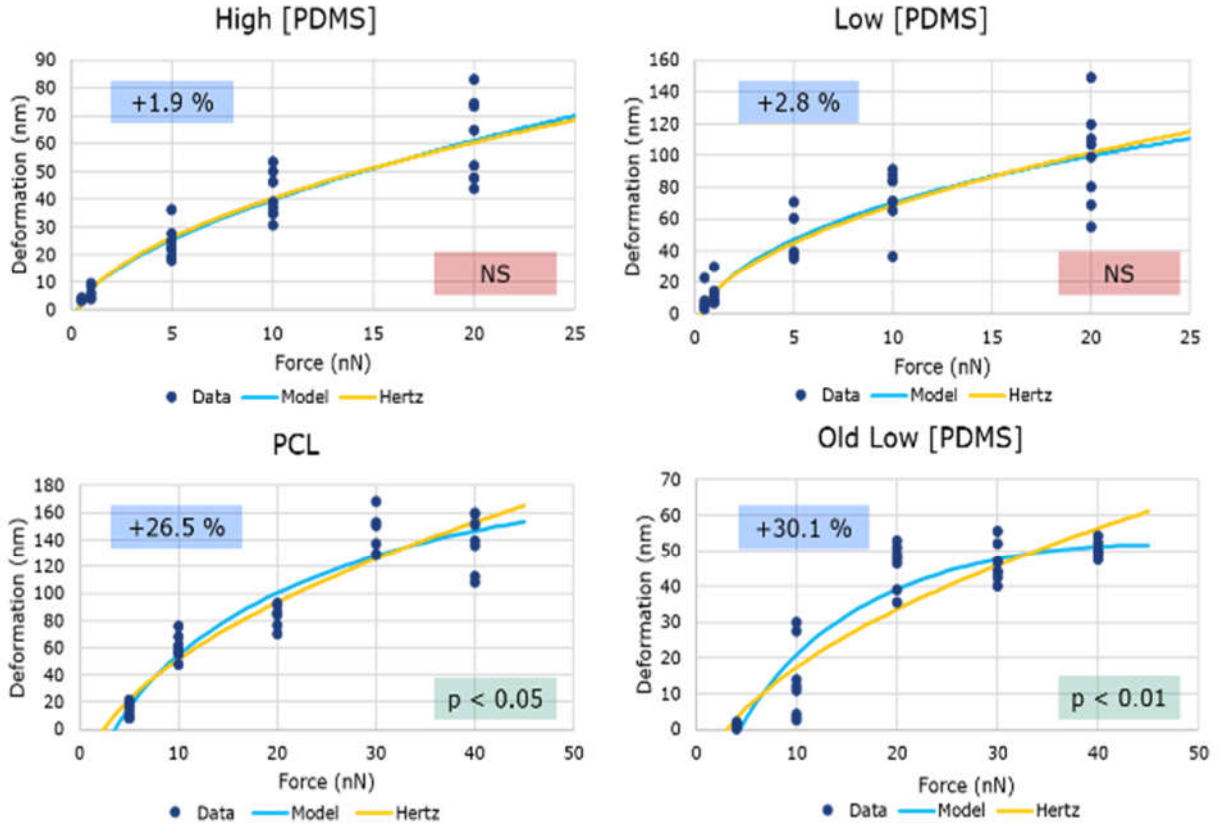 High [PDMS]
Deformation (nm)
90
80
70
60
50
40
30
20
10
0
+1.9 %
NS
0 5 10 15 20 25
Force (nN)
Data Model Hertz
Low [PDMS]
Deformation (nm)
160
140
120
100
80
60
40
20
0
+2.8 %
NS
0 5 10 15 20 25
Force (nN)
Data Model Hertz
PCL
Deformation (nm)
180
160
140
120
100
80
60
40
20
0
+26.5 %
p < 0.05
0 10 20 30 40 50
Force (nN)
Data Model Hertz
Old Low [PDMS]
Deformation (nm)
70
60
50
40
30
20
10
0
+30.1 %
p < 0.01
0 10 20 30 40 50
Force (nN)
Data Model Hertz